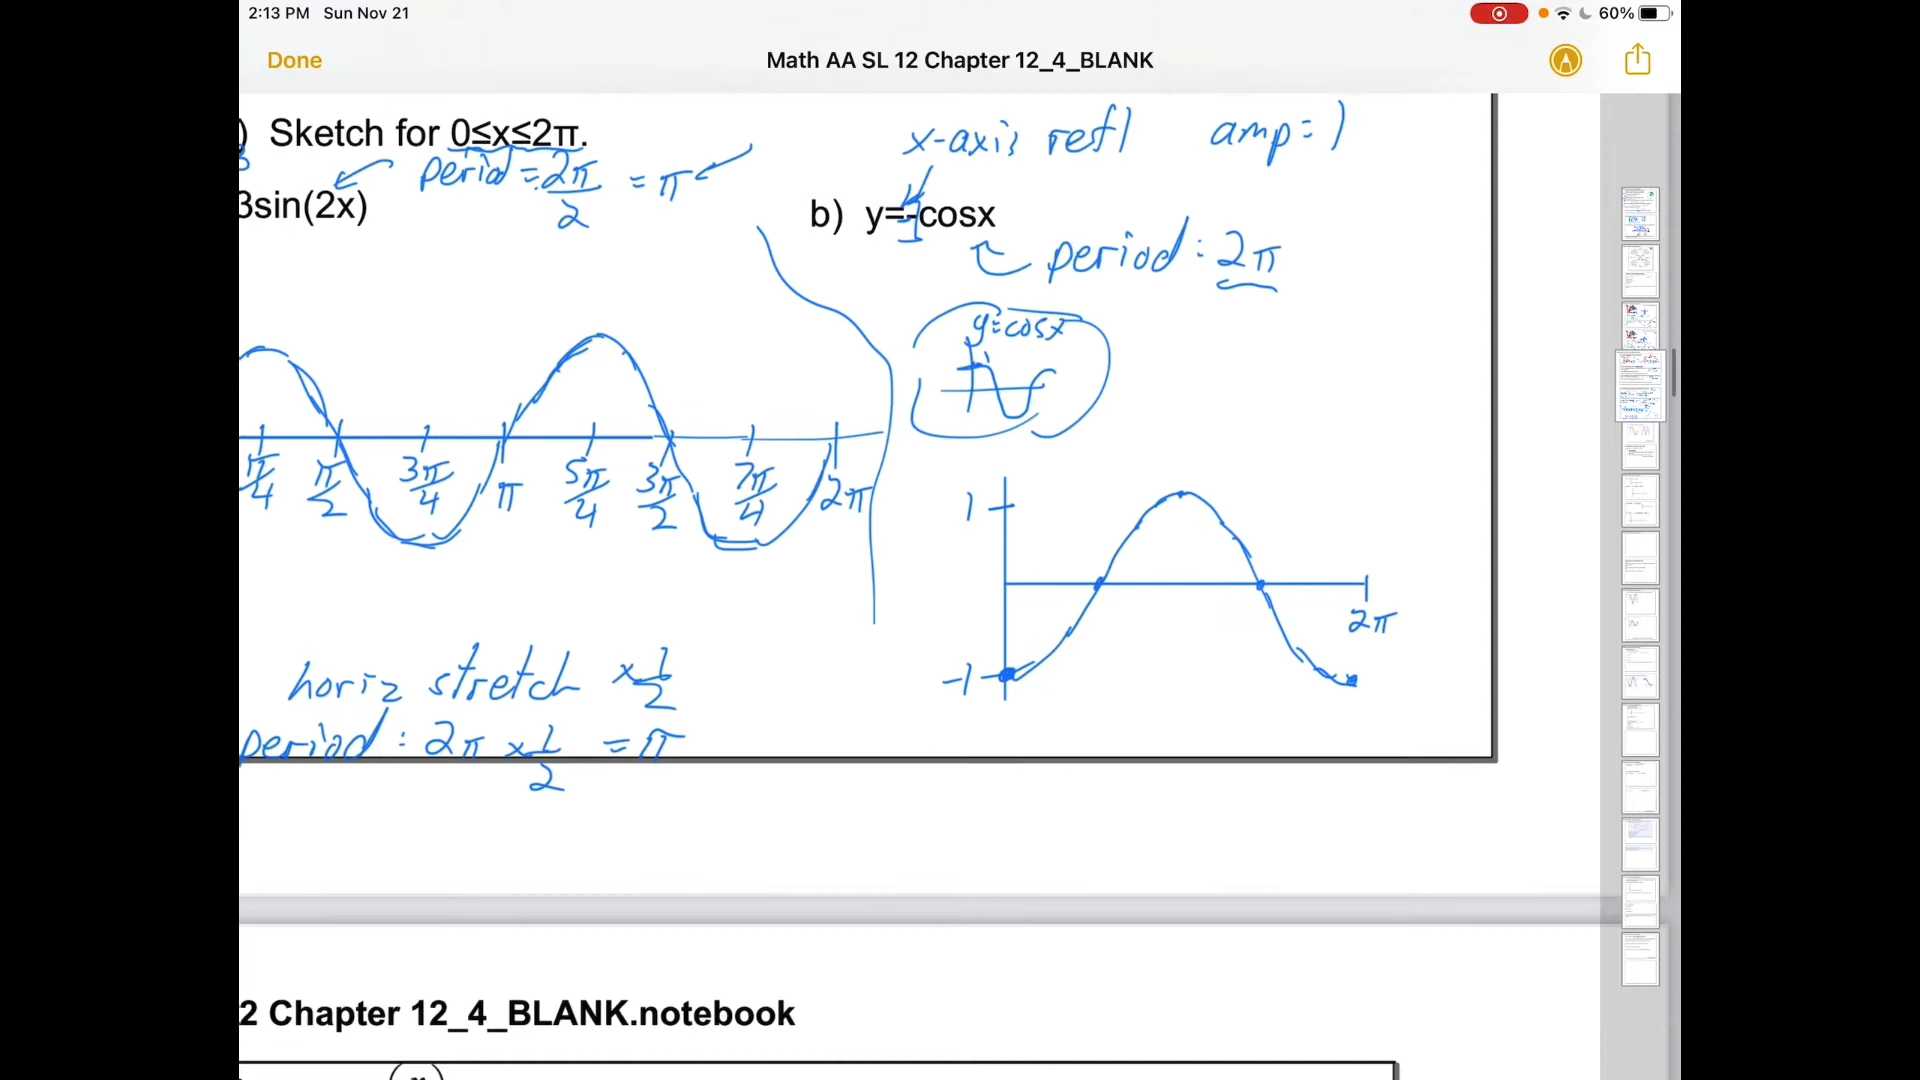 2:13 PM Sun Nov 21
60%
Done
Math AA SL 12 Chapter 12_4_BLANK
) Sketch for 0≤x≤2π.
period = 2π/2 = π
3sin(2x)
x-axis refl amp=1
b) y=-cosx
period: 2π
y=cosx
1
π/4 π/2 3π/4 π 5π/4 3π/2 7π/4 2π
1
-1
2π
horiz stretch x 1/2
period: 2π x 1/2 = π
2 Chapter 12_4_BLANK.notebook